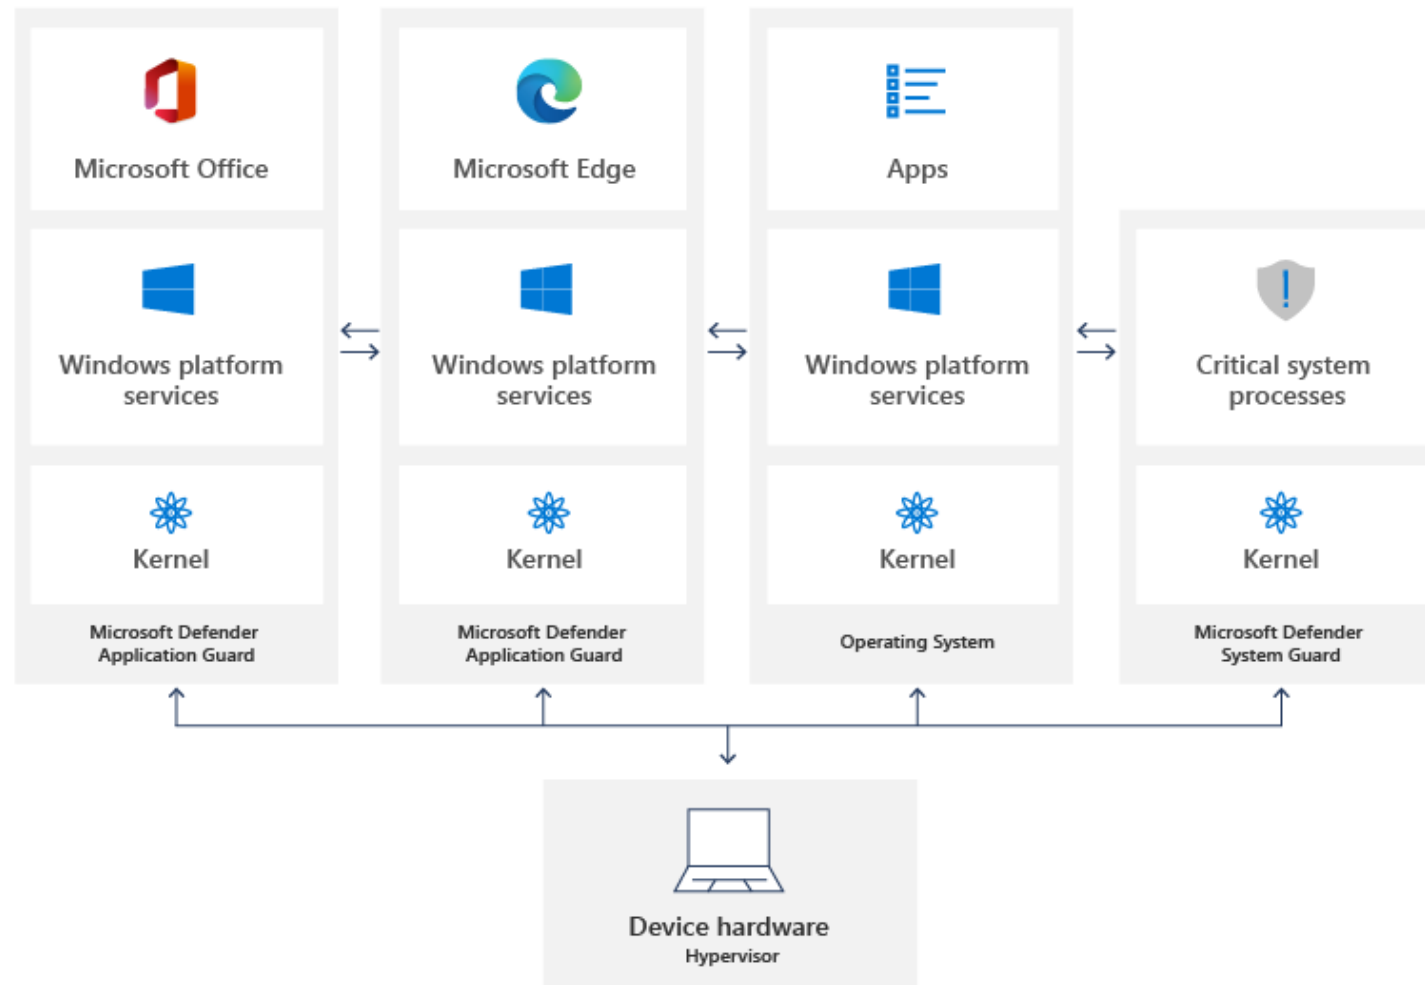 Microsoft Office
Microsoft Edge
Apps
Windows platform
services
Windows platform
services
Windows platform
services
Critical system
processes
Kernel
Kernel
Kernel
Kernel
Microsoft Defender
Application Guard
Microsoft Defender
Application Guard
Operating System
Microsoft Defender
System Guard
Device hardware
Hypervisor